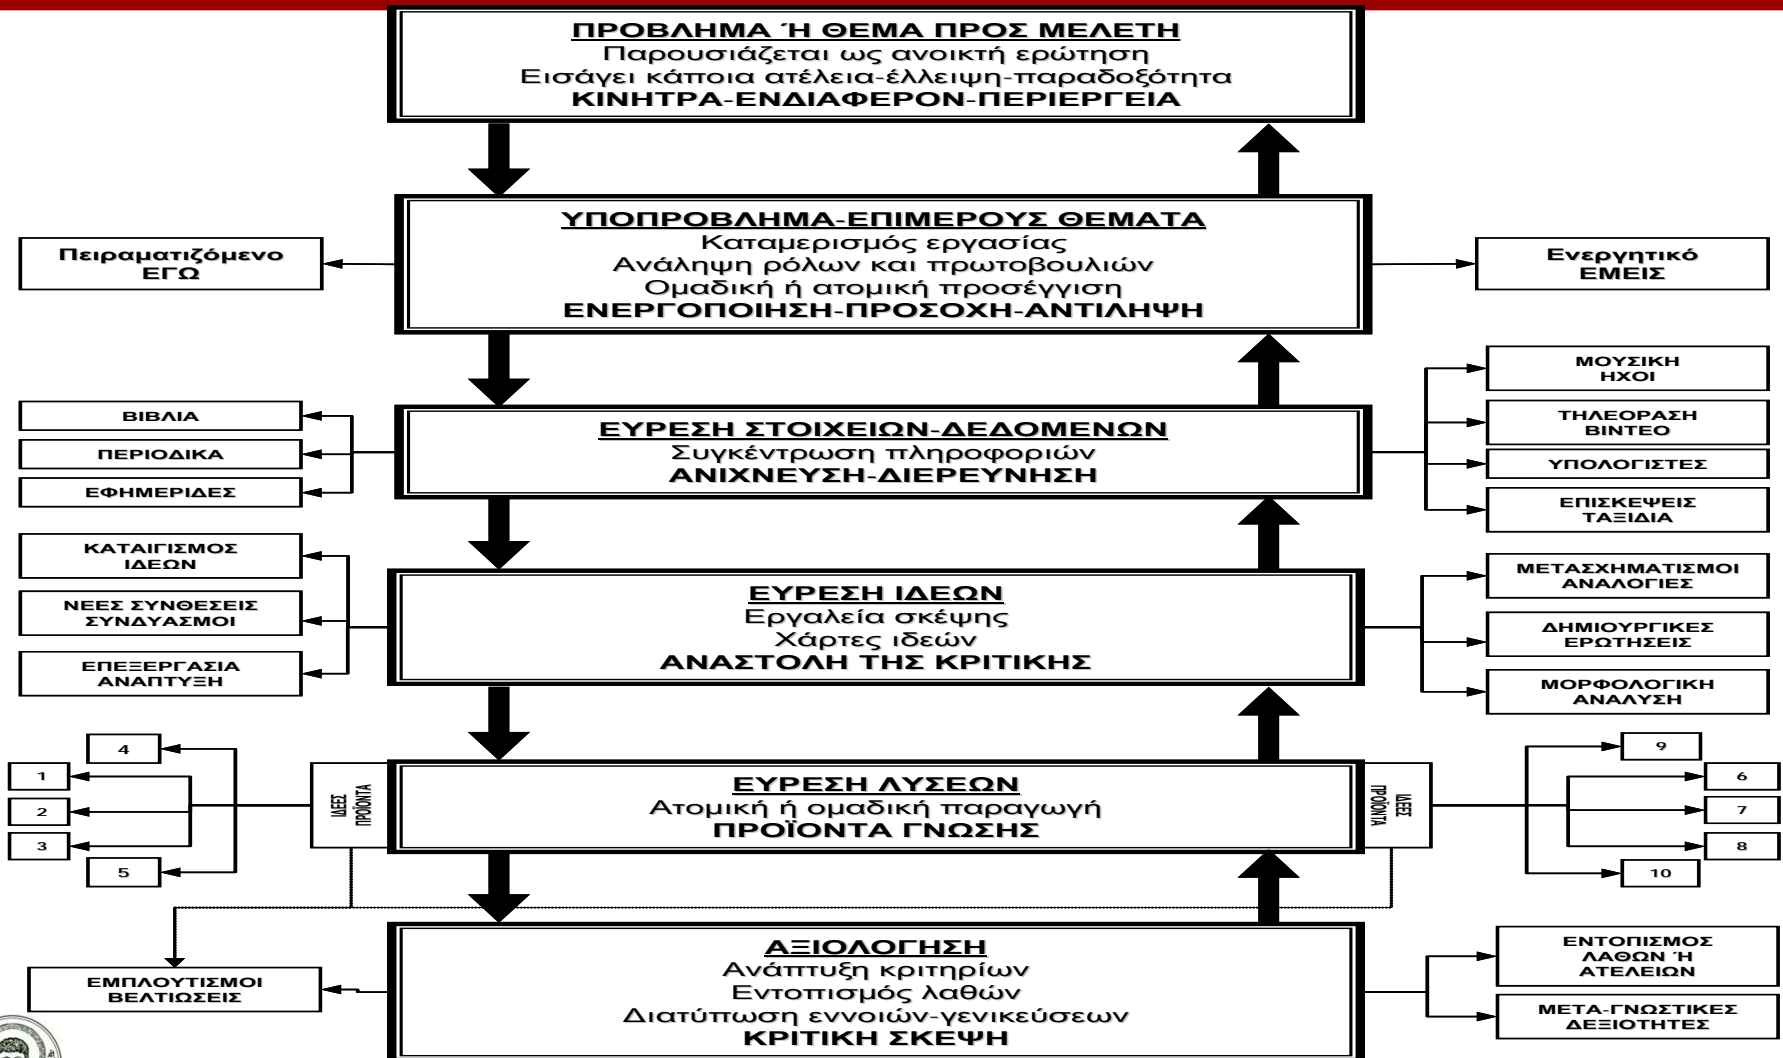 ΠΡΟΒΛΗΜΑ Ή ΘΕΜΑ ΠΡΟΣ ΜΕΛΕΤΗ
Παρουσιάζεται ως ανοικτή ερώτηση
Εισάγει κάποια ατέλεια-έλλειψη-παραδοξότητα
ΚΙΝΗΤΡΑ-ΕΝΔΙΑΦΕΡΟΝ-ΠΕΡΙΕΡΓΕΙΑ
ΥΠΟΠΡΟΒΛΗΜΑ-ΕΠΙΜΕΡΟΥΣ ΘΕΜΑΤΑ
Καταμερισμός εργασίας
Ανάληψη ρόλων και πρωτοβουλιών
Ομαδική ή ατομική προσέγγιση
ΕΝΕΡΓΟΠΟΙΗΣΗ-ΠΡΟΣΟΧΗ-ΑΝΤΙΛΗΨΗ
Πειραματιζόμενο
ΕΓΩ
Ενεργητικό
ΕΜΕΙΣ
ΕΥΡΕΣΗ ΣΤΟΙΧΕΙΩΝ-ΔΕΔΟΜΕΝΩΝ
Συγκέντρωση πληροφοριών
ΑΝΙΧΝΕΥΣΗ-ΔΙΕΡΕΥΝΗΣΗ
ΒΙΒΛΙΑ
ΠΕΡΙΟΔΙΚΑ
ΕΦΗΜΕΡΙΔΕΣ
ΜΟΥΣΙΚΗ
ΗΧΟΙ
ΤΗΛΕΟΡΑΣΗ
ΒΙΝΤΕΟ
ΥΠΟΛΟΓΙΣΤΕΣ
ΕΠΙΣΚΕΨΕΙΣ
ΤΑΞΙΔΙΑ
ΕΥΡΕΣΗ ΙΔΕΩΝ
Εργαλεία σκέψης
Χάρτες ιδεών
ΑΝΑΣΤΟΛΗ ΤΗΣ ΚΡΙΤΙΚΗΣ
ΚΑΤΑΙΓΙΣΜΟΣ
ΙΔΕΩΝ
ΝΕΕΣ ΣΥΝΘΕΣΕΙΣ
ΣΥΝΔΥΑΣΜΟΙ
ΕΠΕΞΕΡΓΑΣΙΑ
ΑΝΑΠΤΥΞΗ
ΜΕΤΑΣΧΗΜΑΤΙΣΜΟΙ
ΑΝΑΛΟΓΙΕΣ
ΔΗΜΙΟΥΡΓΙΚΕΣ
ΕΡΩΤΗΣΕΙΣ
ΜΟΡΦΟΛΟΓΙΚΗ
ΑΝΑΛΥΣΗ
ΕΥΡΕΣΗ ΛΥΣΕΩΝ
Ατομική ή ομαδική παραγωγή
ΠΡΟΪΟΝΤΑ ΓΝΩΣΗΣ
ΙΔΕΕΣ
ΠΡΟΪΟΝΤΑ
4
1
2
3
5
ΙΔΕΕΣ
ΠΡΟΪΟΝΤΑ
9
6
7
8
10
ΑΞΙΟΛΟΓΗΣΗ
Ανάπτυξη κριτηρίων
Εντοπισμός λαθών
Διατύπωση εννοιών-γενικεύσεων
ΚΡΙΤΙΚΗ ΣΚΕΨΗ
ΕΜΠΛΟΥΤΙΣΜΟΙ
ΒΕΛΤΙΩΣΕΙΣ
ΕΝΤΟΠΙΣΜΟΣ
ΛΑΘΩΝ Ή
ΑΤΕΛΕΙΩΝ
ΜΕΤΑ-ΓΝΩΣΤΙΚΕΣ
ΔΕΞΙΟΤΗΤΕΣ